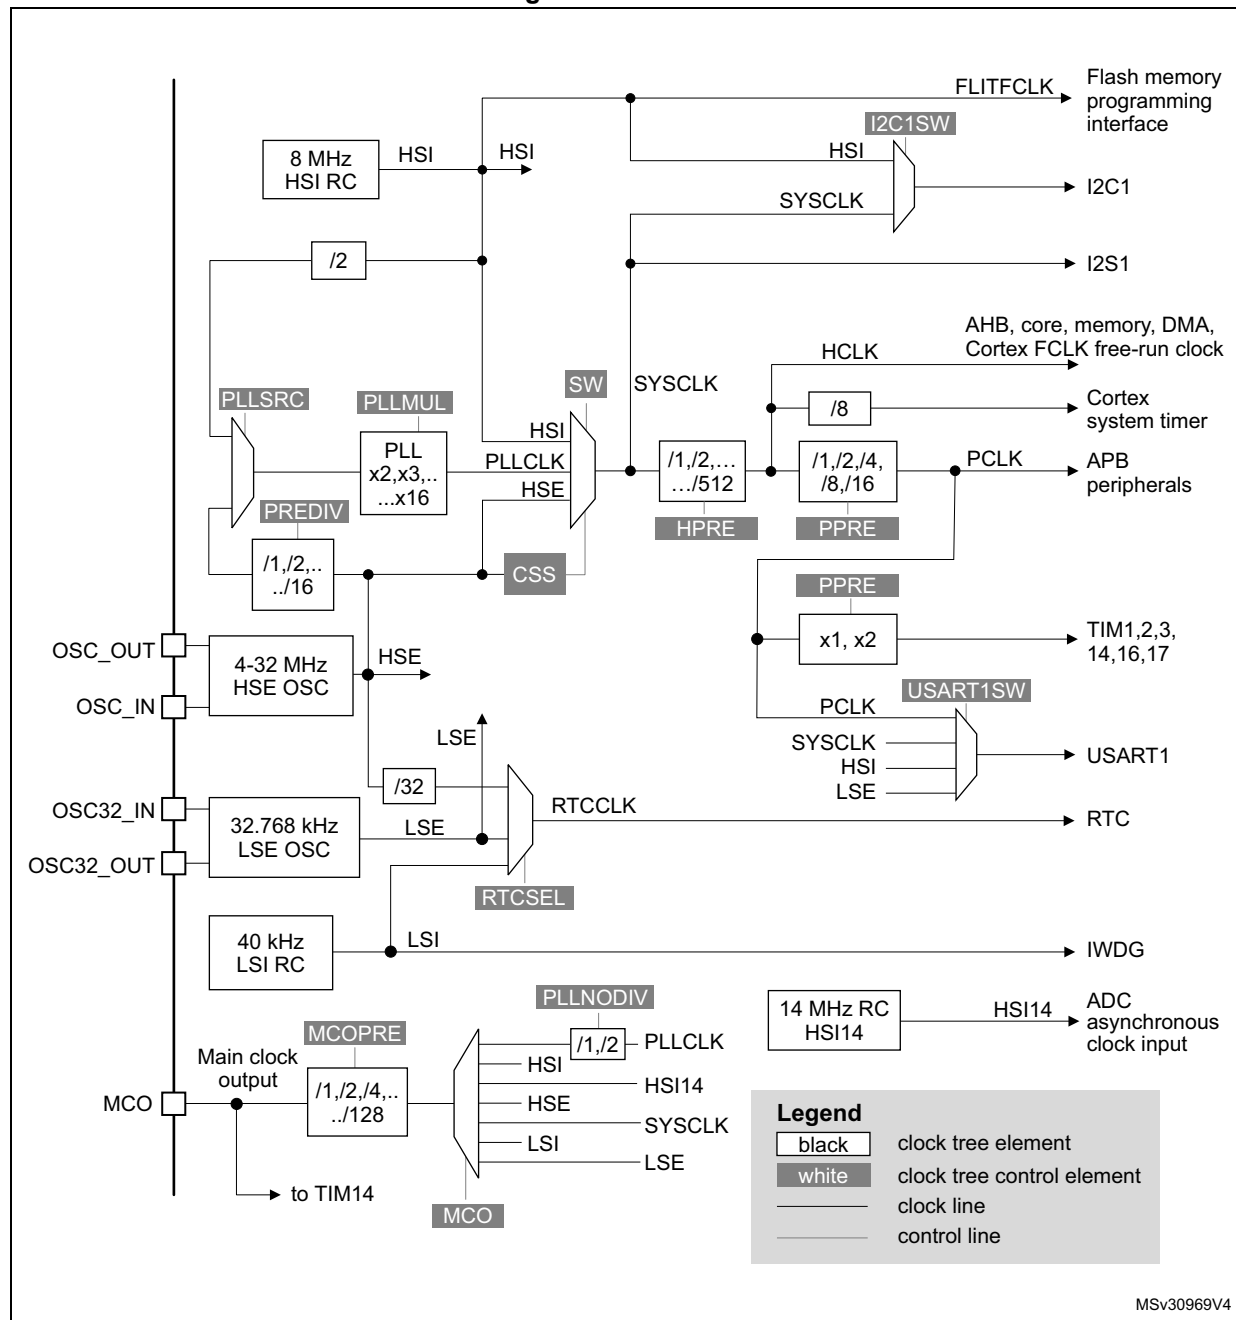 FLITFCLK
Flash memory
programming
interface
I2C1SW
8 MHz
HSI RC
HSI
HSI
HSI
SYSCLK
I2C1
/2
I2S1
AHB, core, memory, DMA,
Cortex FCLK free-run clock
HCLK
SW
SYSCLK
PLLSRC
PLLMUL
/8
Cortex
system timer
HSI
PLL
x2,x3,..
...x16
PLLCLK
HSE
/1,/2,…
…/512
/1,/2,/4,
/8,/16
PCLK
APB
peripherals
PREDIV
HPRE
PPRE
/1,/2,..
../16
CSS
PPRE
x1, x2
TIM1,2,3,
14,16,17
OSC_OUT
4-32 MHz
HSE OSC
HSE
OSC_IN
USART1SW
PCLK
SYSCLK
HSI
LSE
USART1
LSE
/32
OSC32_IN
32.768 kHz
LSE OSC
LSE
RTCCLK
RTC
OSC32_OUT
RTCSEL
40 kHz
LSI RC
LSI
IWDG
PLLNODIV
14 MHz RC
HSI14
HSI14
ADC
asynchronous
clock input
MCOPRE
/1,/2
PLLCLK
Main clock
output
HSI
HSI14
MCO
/1,/2,/4,..
../128
HSE
SYSCLK
LSI
LSE
to TIM14
MCO
Legend
black
clock tree element
white
clock tree control element
clock line
control line
MSv30969V4